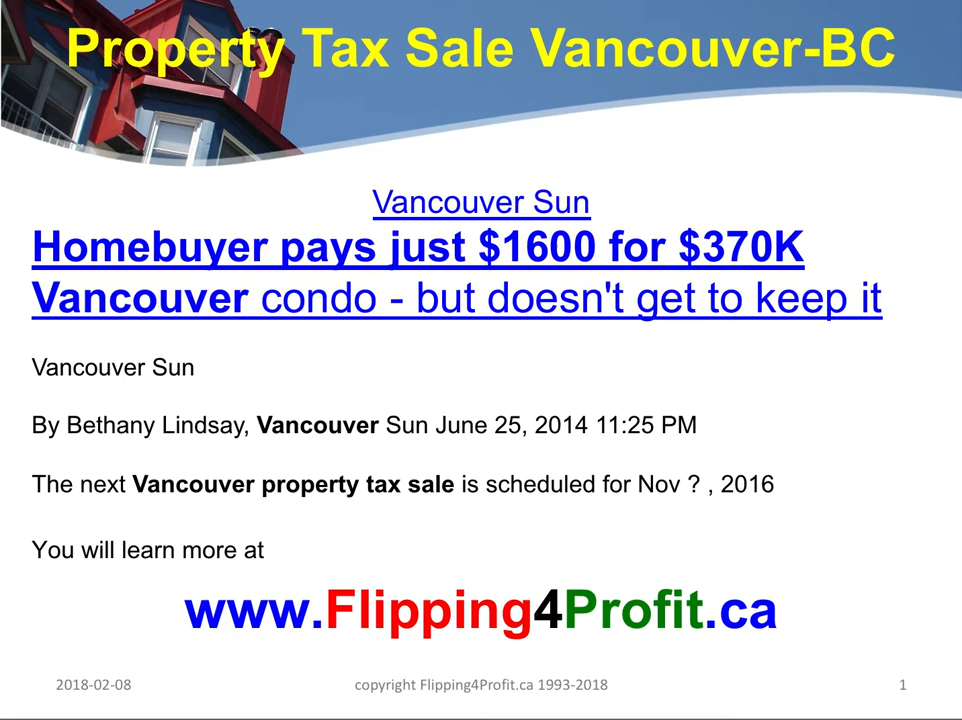 Property Tax Sale Vancouver-BC
Vancouver Sun
Homebuyer pays just $1600 for $370K
Vancouver condo - but doesn't get to keep it
Vancouver Sun
By Bethany Lindsay, Vancouver Sun June 25, 2014 11:25 PM
The next Vancouver property tax sale is scheduled for Nov ? , 2016
You will learn more at
www.Flipping4Profit.ca
2018-02-08
copyright Flipping4Profit.ca 1993-2018
1